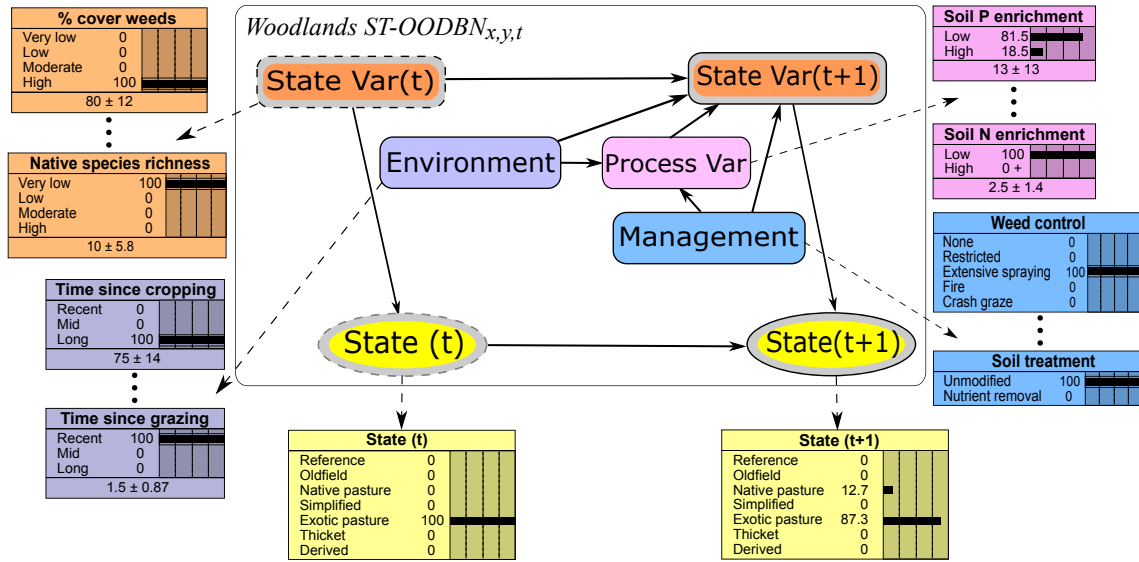 % cover weeds
Very low 0
Low 0
Moderate 0
High 100
80 ± 12
Native species richness
Very low 100
Low 0
Moderate 0
High 0
10 ± 5.8
Time since cropping
Recent 0
Mid 0
Long 100
75 ± 14
Time since grazing
Recent 100
Mid 0
Long 0
1.5 ± 0.87
Woodlands ST-OODBNx,y,t
State Var(t)
State Var(t+1)
Environment
Process Var
Management
State (t)
State(t+1)
State (t)
Reference 0
Oldfield 0
Native pasture 0
Simplified 0
Exotic pasture 100
Thicket 0
Derived 0
State (t+1)
Reference 0
Oldfield 0
Native pasture 12.7
Simplified 0
Exotic pasture 87.3
Thicket 0
Derived 0
Soil P enrichment
Low 81.5
High 18.5
13 ± 13
Soil N enrichment
Low 100
High 0 +
2.5 ± 1.4
Weed control
None 0
Restricted 0
Extensive spraying 100
Fire 0
Crash graze 0
Soil treatment
Unmodified 100
Nutrient removal 0